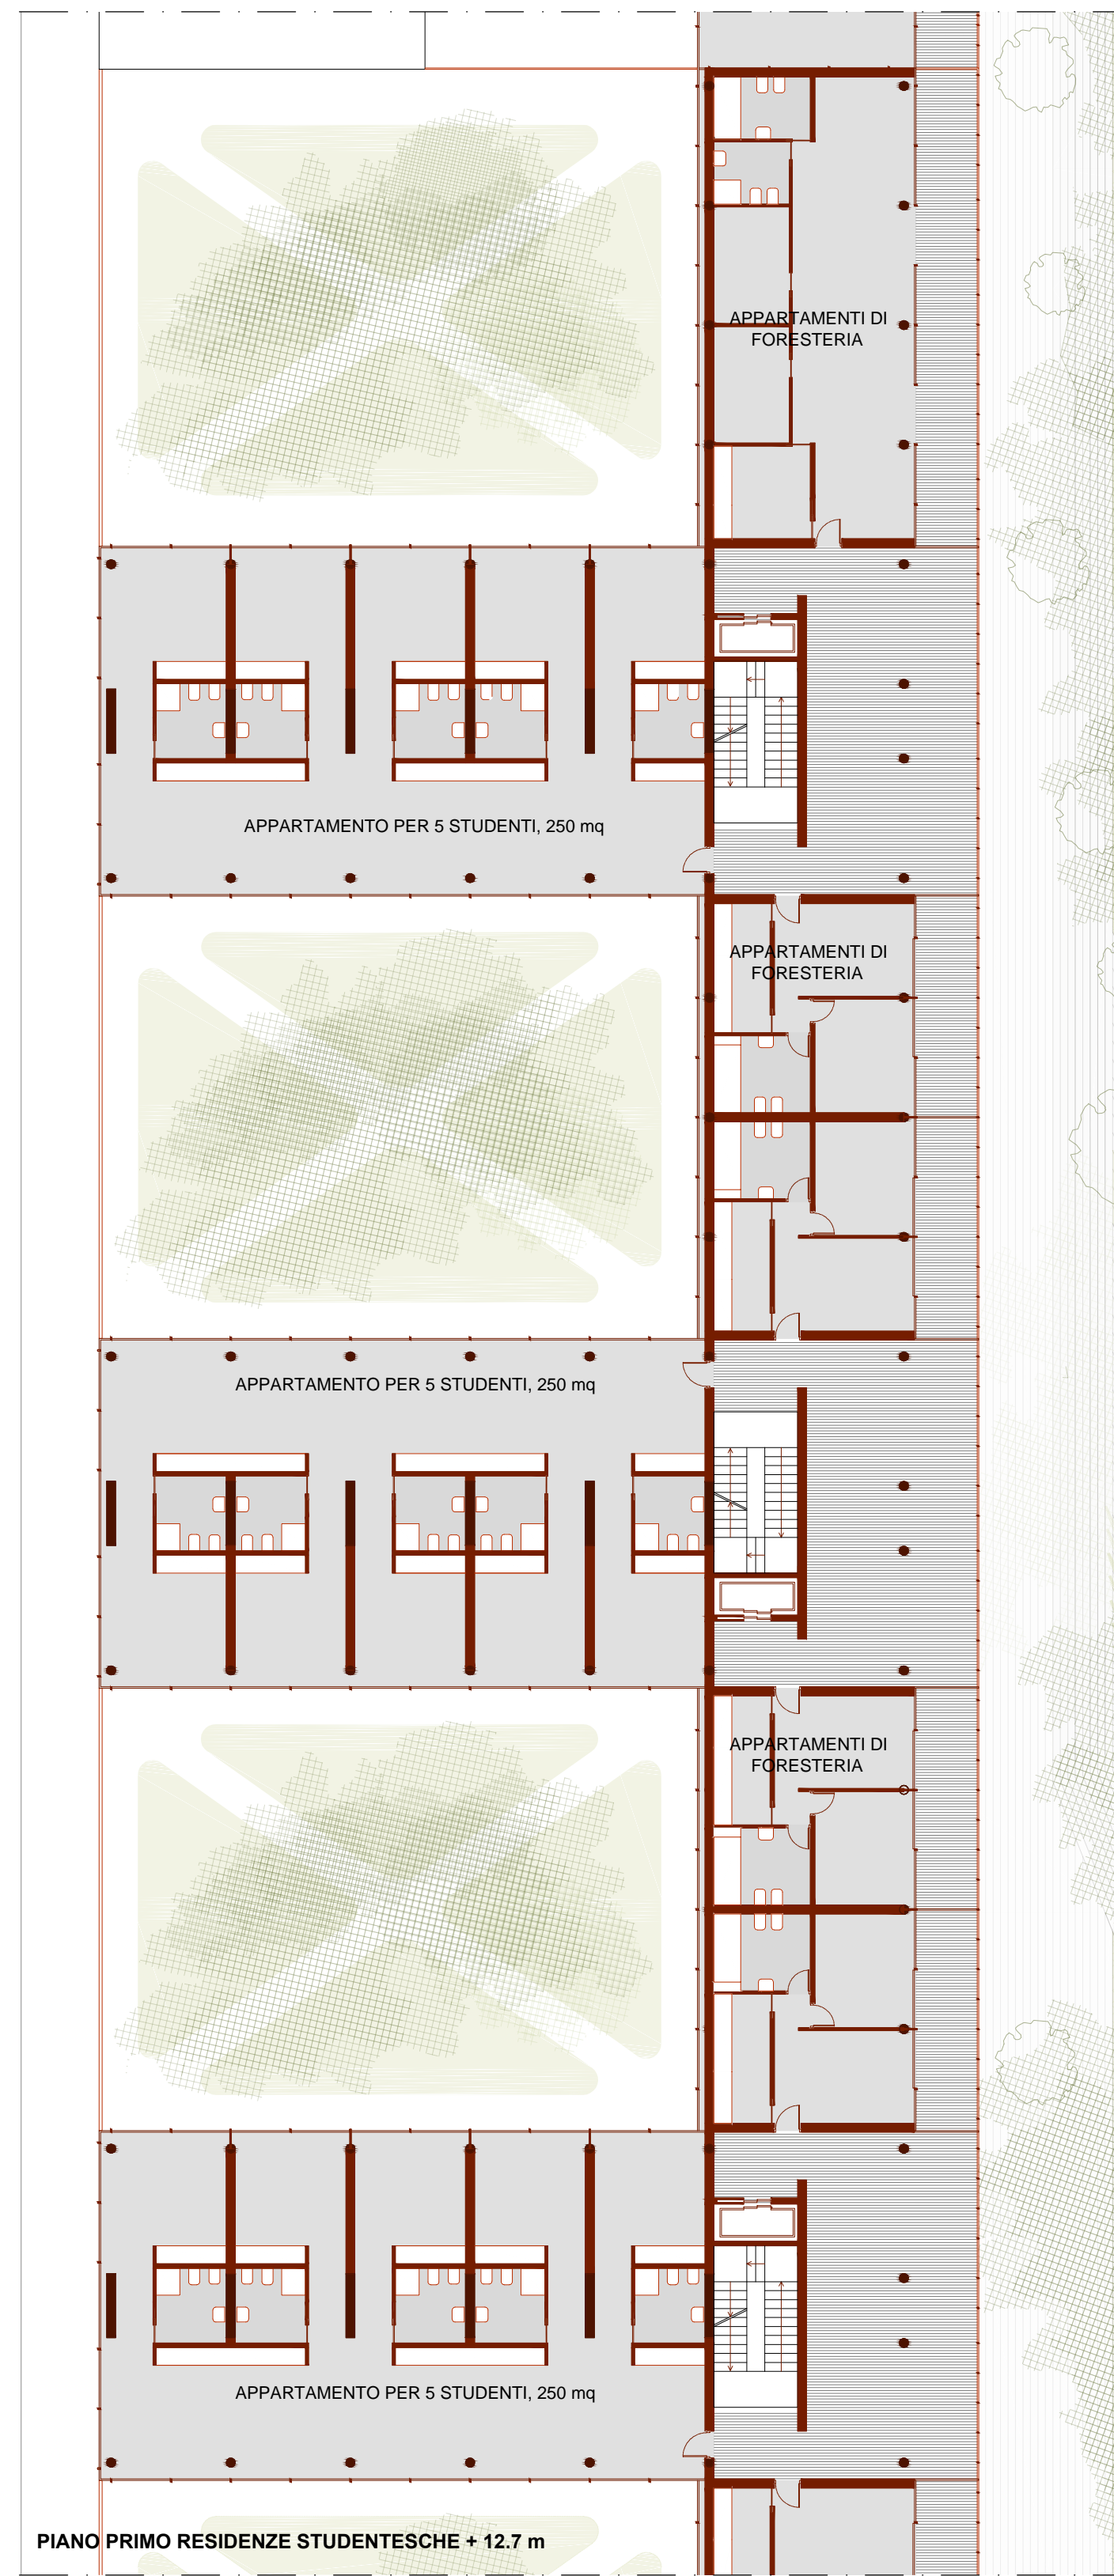 APPARTAMENTI DI
FORESTERIA
APPARTAMENTO PER 5 STUDENTI, 250 mq
APPARTAMENTI DI
FORESTERIA
APPARTAMENTO PER 5 STUDENTI, 250 mq
APPARTAMENTI DI
FORESTERIA
APPARTAMENTO PER 5 STUDENTI, 250 mq
PIANO PRIMO RESIDENZE STUDENTESCHE + 12.7 m